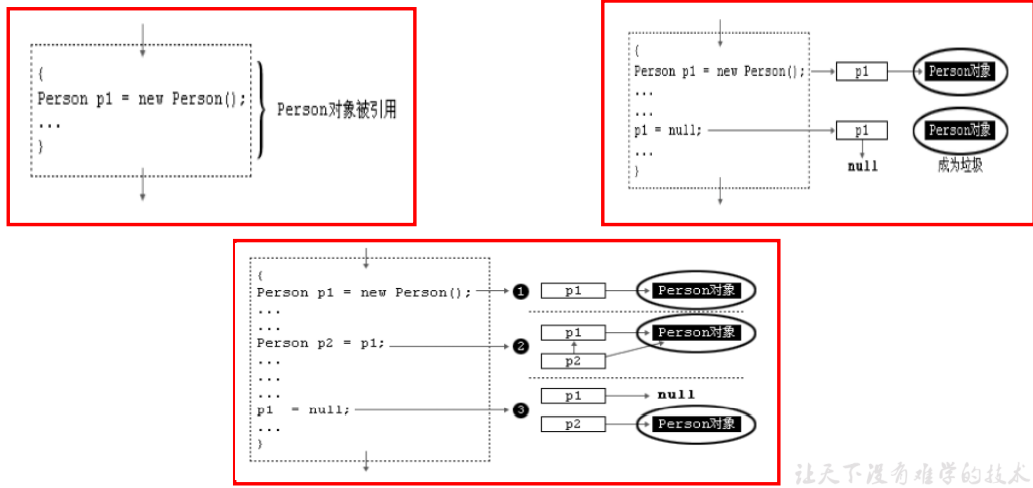 {
Person p1 = new Person();
...
}
Person对象被引用
{
Person p1 = new Person();
...
...
p1 = null;
...
}
p1
Person对象
p1
Person对象
null
成为垃圾
{
Person p1 = new Person();
...
...
Person p2 = p1;
...
...
...
p1 = null;
...
}
1
p1
Person对象
2
p1
Person对象
p2
3
p1
null
p2
Person对象
让天下没有难学的技术